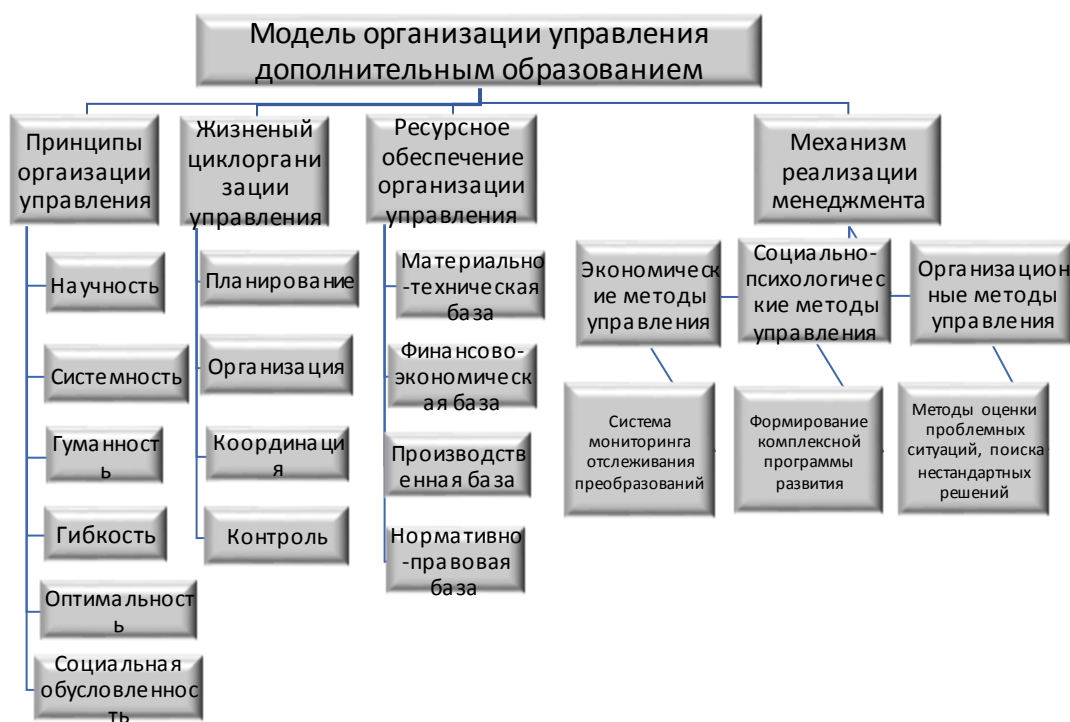 Модель организации управления
дополнительным образованием
Принципы
оргаизации
управления
Жизненый
циклоргани
зации
управления
Ресурсное
обеспечение
организации
управления
Механизм
реализации
менеджмента
Научность
Системность
Гуманност
ь
Гибкость
Оптимальност
ь
Социальная
обусловленнос
ть
Планирование
Организация
Координаци
я
Контроль
Материально
-техническая
база
Финансово-
экономическ
ая база
Производств
енная база
Нормативно
-правовая
база
Экономическ
ие методы
управления
Социально-
психологичес
кие методы
управления
Организацион
ные методы
управления
Система
мониторинга
отслеживания
преобразований
Формирование
комплексной
программы
развития
Методы оценки
проблемных
ситуаций, поиска
нестандартных
решений